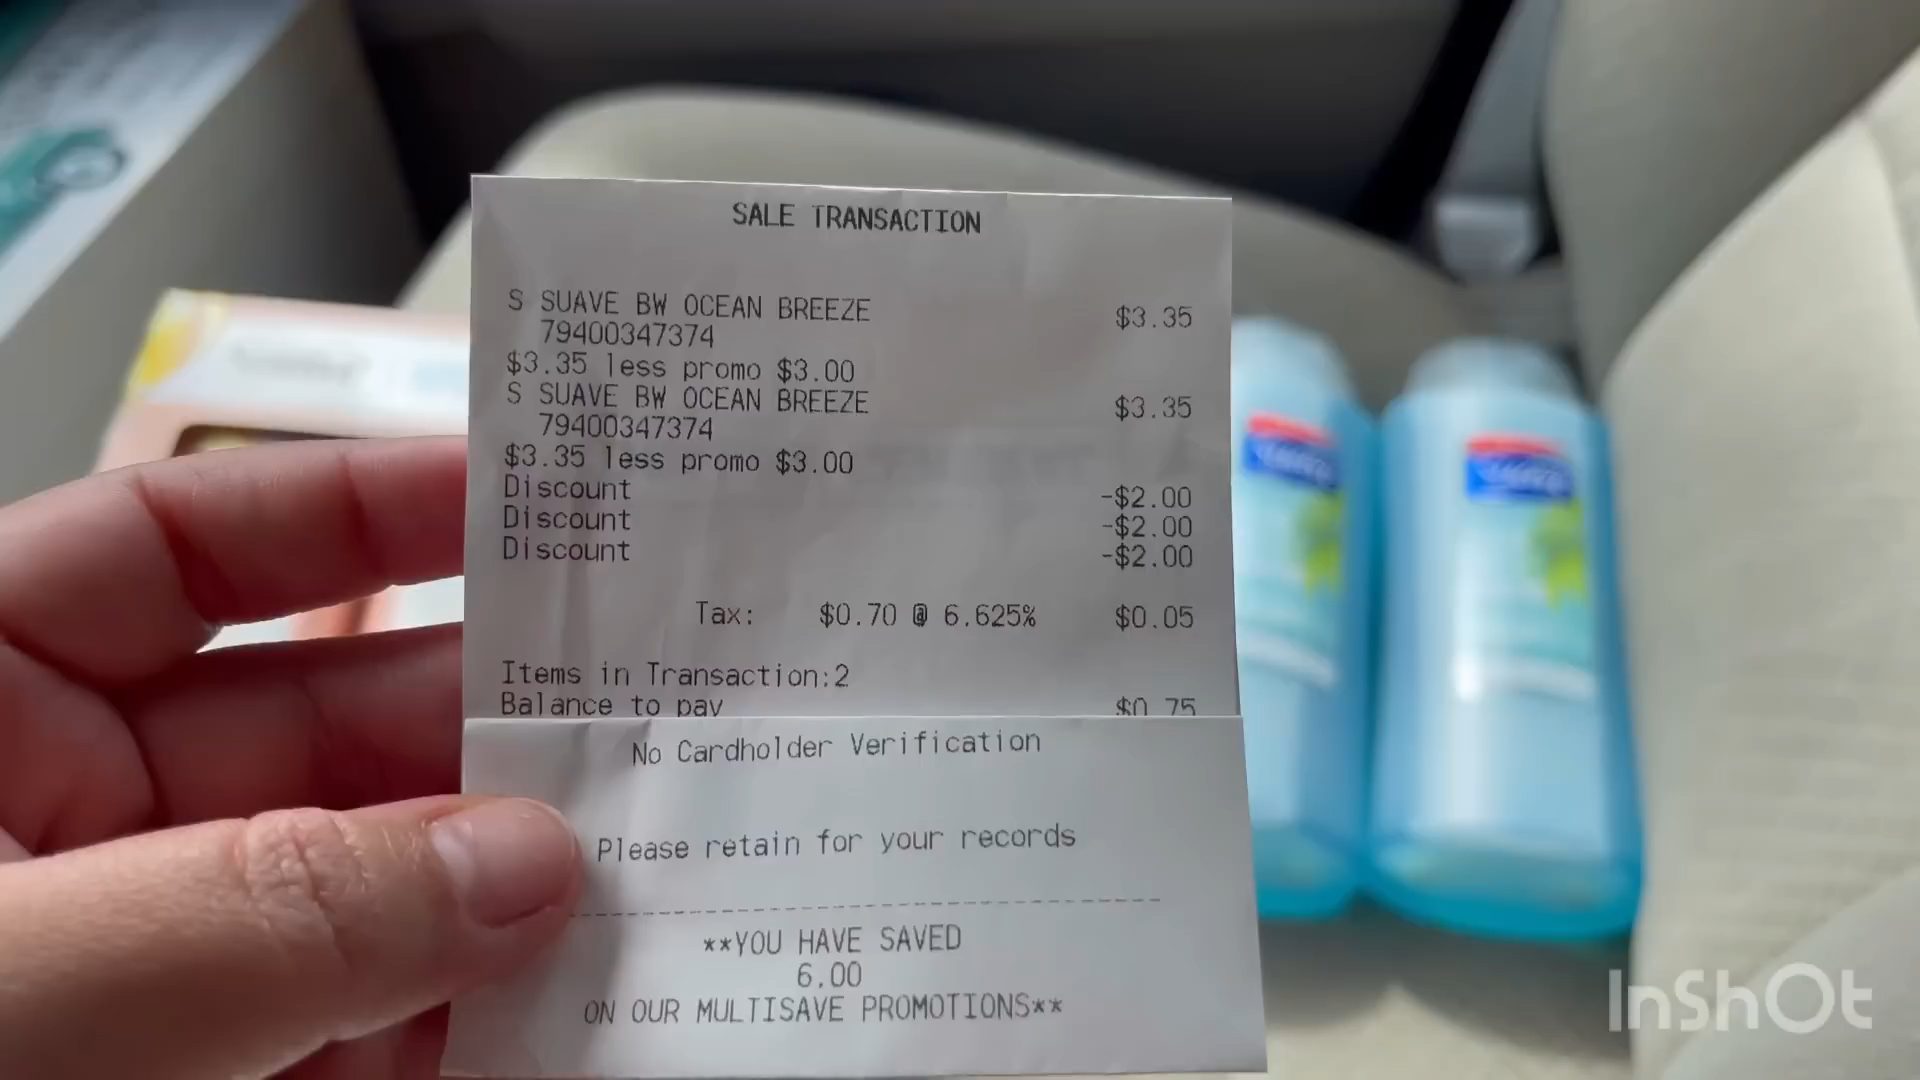 SALE TRANSACTION
S SUAVE BW OCEAN BREEZE $3.35
79400347374
$3.35 less promo $3.00
S SUAVE BW OCEAN BREEZE $3.35
79400347374
$3.35 less promo $3.00
Discount -$2.00
Discount -$2.00
Discount -$2.00
Tax: $0.70 @ 6.625% $0.05
Items in Transaction:2
Balance to pay $0.75
No Cardholder Verification
Please retain for your records
**YOU HAVE SAVED
6.00
ON OUR MULTISAVE PROMOTIONS**
InShOt